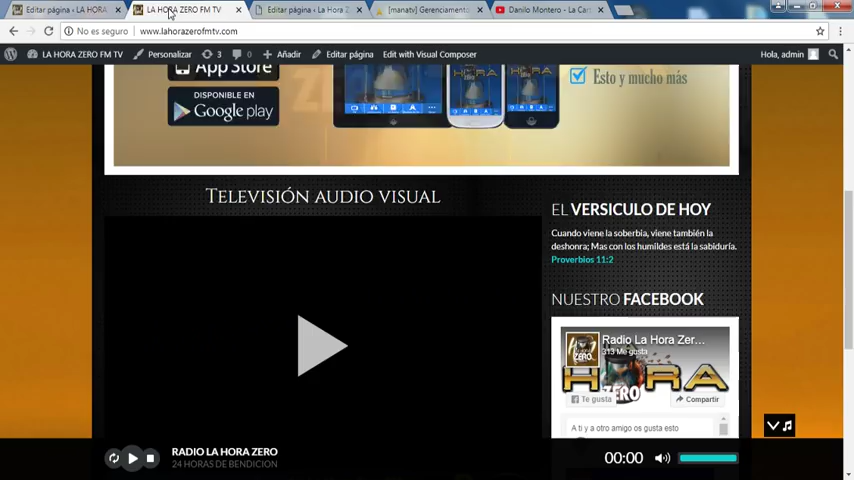 Editar página ‹ LA HORA
LA HORA ZERO FM TV
Editar página ‹ La Hora Z
[manatv] Gerenciamento
Danilo Montero - La Car
No es seguro
www.lahorazerofmtv.com
LA HORA ZERO FM TV
Personalizar
3
0
Añadir
Editar página
Edit with Visual Composer
Hola, admin
App Store
DISPONIBLE EN
Google play
HORA
Esto y mucho más
Televisión audio visual
EL VERSICULO DE HOY
Cuando viene la soberbia, viene también la
deshonra; Mas con los humildes está la sabiduría.
Proverbios 11:2
NUESTRO FACEBOOK
Radio La Hora Zer...
313 Me gusta
HORA
ZERO
Te gusta
Compartir
A ti y a otro amigo os gusta esto
RADIO LA HORA ZERO
24 HORAS DE BENDICION
00:00